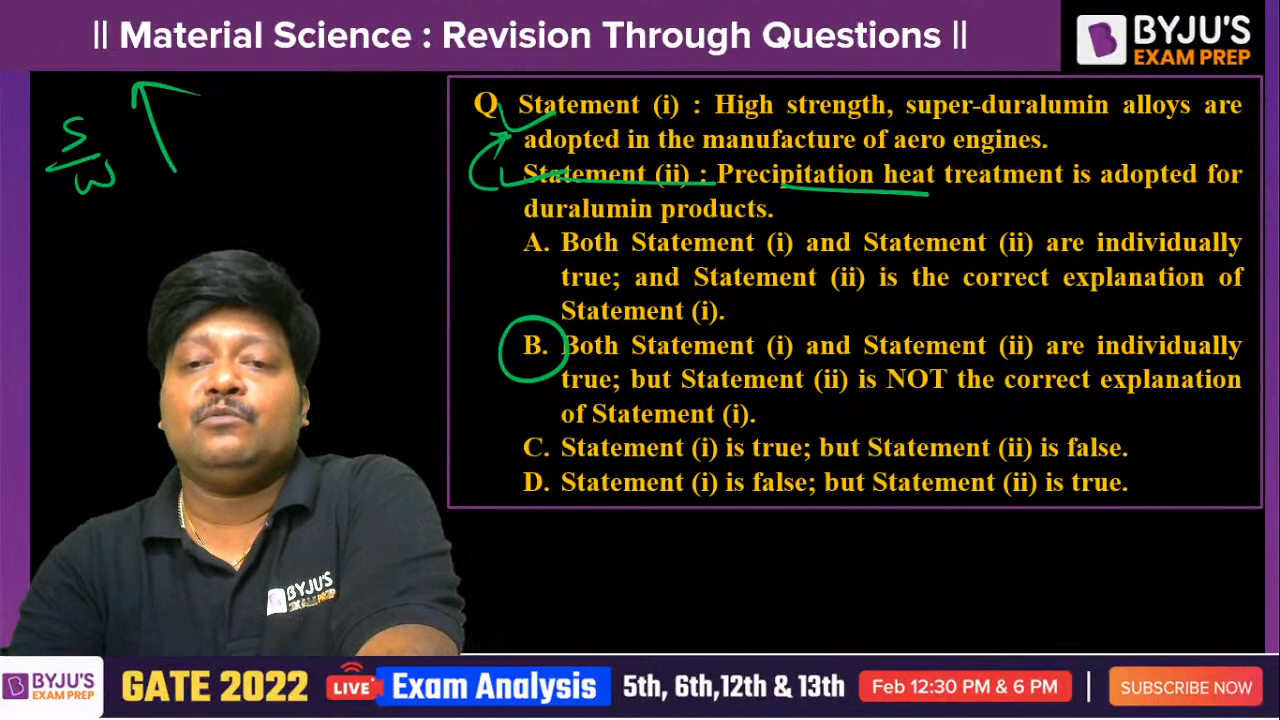 || Material Science : Revision Through Questions ||
BYJU'S
EXAM PREP
S
W
Q Statement (i) : High strength, super-duralumin alloys are
adopted in the manufacture of aero engines.
Statement (ii) : Precipitation heat treatment is adopted for
duralumin products.
A. Both Statement (i) and Statement (ii) are individually
true; and Statement (ii) is the correct explanation of
Statement (i).
B. Both Statement (i) and Statement (ii) are individually
true; but Statement (ii) is NOT the correct explanation
of Statement (i).
C. Statement (i) is true; but Statement (ii) is false.
D. Statement (i) is false; but Statement (ii) is true.
BYJU'S
EXAM PREP
BYJU'S
EXAM PREP
GATE 2022
LIVE
Exam Analysis
5th, 6th,12th & 13th
Feb 12:30 PM & 6 PM
SUBSCRIBE NOW